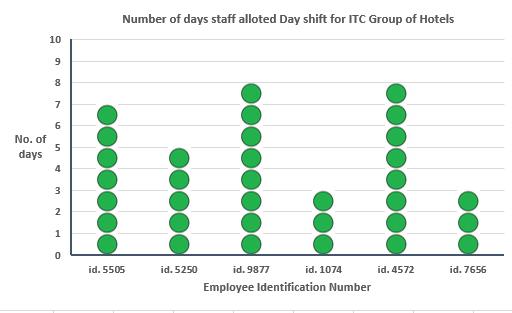 Number of days staff alloted Day shift for ITC Group of Hotels
10
9
8
7
6
5
4
3
2
1
0
No. of
days
id. 5505 id. 5250 id. 9877 id. 1074 id. 4572 id. 7656
Employee Identification Number